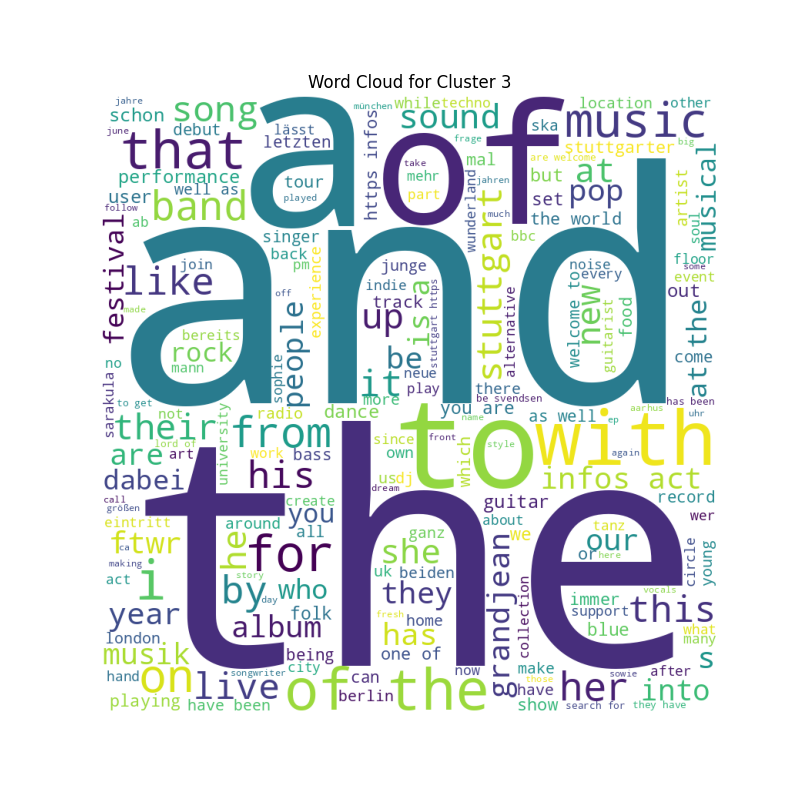 Word Cloud for Cluster 3
jahre
schon
song
june
debut
lässt
letzten
münchen
https infos
whiletechno
sound
frage
ska
music
location
other
stuttgarter
big
that
a
of
take
mehr
part
mal
are welcome
but
at
performance
well as
user
band
ab
follow
tour
played
jahren
much
set
pop
the world
artist
soul
musical
festival
join
like
singer
back
pm
experience
and
junge
indie
track
up
is a
wunderland
stuttgart
bbc
noise
every
welcome to
new
guitarist
food
floor
some
event
out
made
bereits
rock
mann
no
off
people
sophie
be
neue
it
play
more
stuttgart https
alternative
there
be svendsen
at the
come
has been
sarakula
to get
not
their
are
art
lord of
university
radio
from
dance
you are
to
as well
ep
aarhus
uhr
name
with
again
since
own
front
which
style
dabei
work
bass
his
us
dj
dream
infos act
call
größen
eintritt
ftwr
ca
making
act
i
create
around
you
all
he
for
story
the
ganz
she
uk
beiden
they
guitar
about
we
record
wer
tanz
our
or
here
circle
young
vocals
by
day
who
folk
year
london
album
fresh
home
has
one of
grandjean
collection
immer
support
this
blue
what
many
s
musik
being
city
hand
on
songwriter
live
playing
have been
of the
can
berlin
now
make
those
have
show
her
sowie
search for
after
into
they have